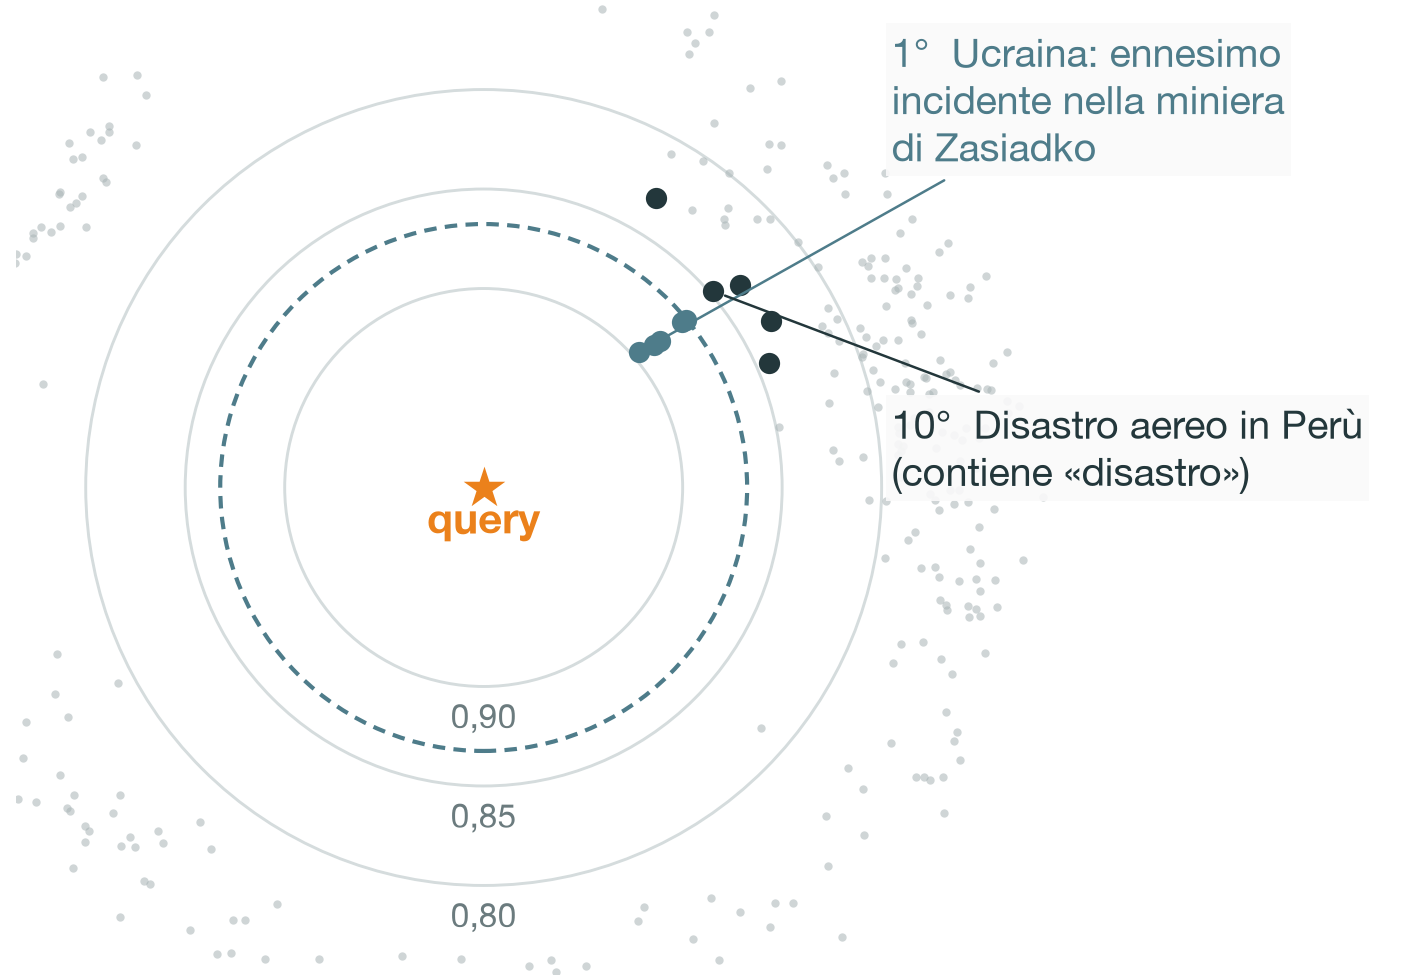 1° Ucraina: ennesimo
incidente nella miniera
di Zasiadko
10° Disastro aereo in Perù
(contiene «disastro»)
query
0,90
0,85
0,80